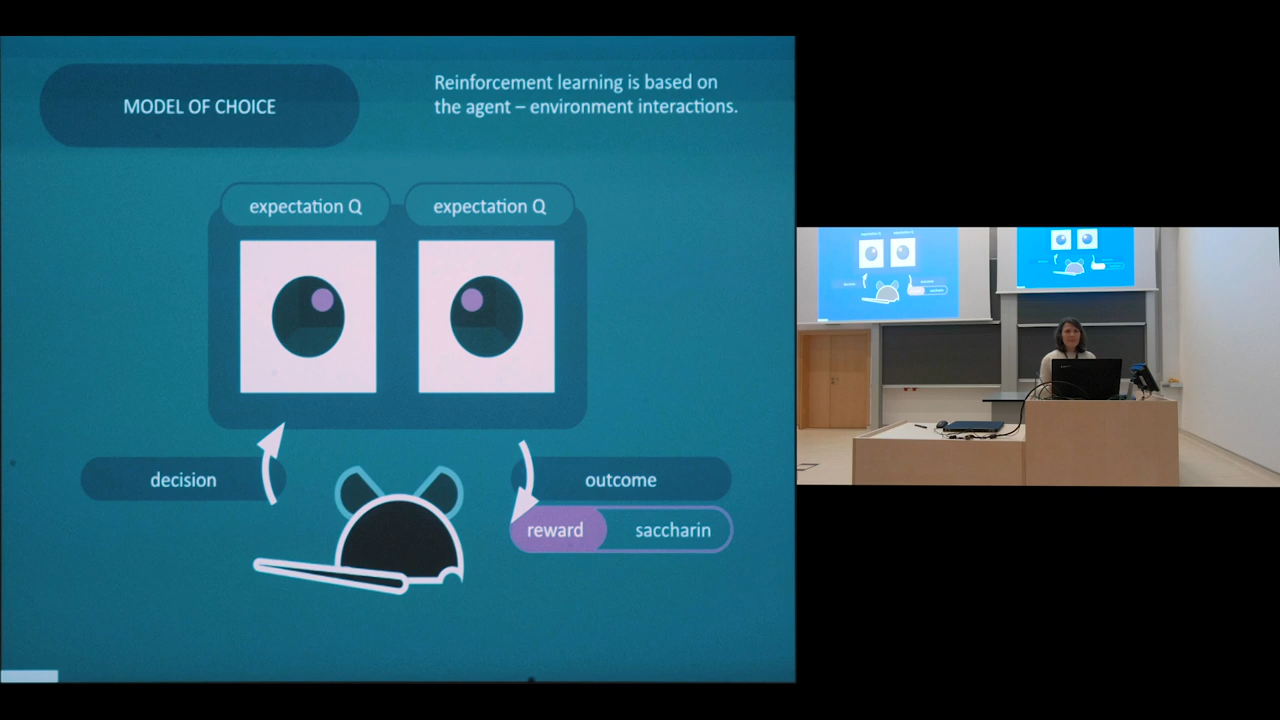 MODEL OF CHOICE
Reinforcement learning is based on
the agent – environment interactions.
expectation Q
expectation Q
decision
outcome
reward
saccharin